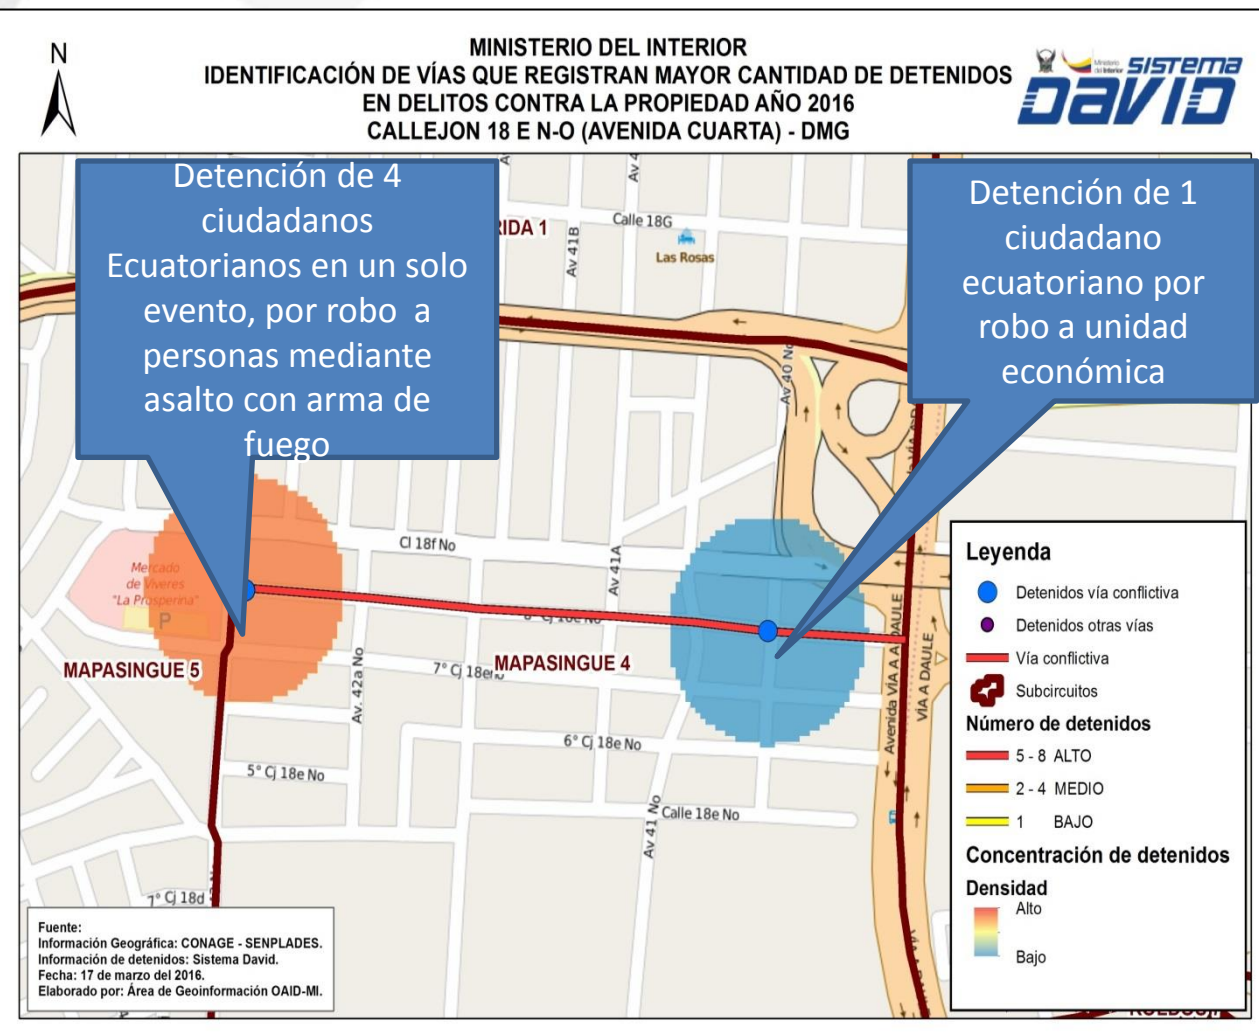 N
MINISTERIO DEL INTERIOR
IDENTIFICACIÓN DE VÍAS QUE REGISTRAN MAYOR CANTIDAD DE DETENIDOS
EN DELITOS CONTRA LA PROPIEDAD AÑO 2016
CALLEJON 18 E N-O (AVENIDA CUARTA) - DMG
SISTEMA
DAVID
Detención de 4
ciudadanos
Ecuatorianos en un solo
evento, por robo a
personas mediante
asalto con arma de
fuego
Detención de 1
ciudadano
ecuatoriano por
robo a unidad
económica
Av 4
Calle 18G
Av 41B
Las Rosas
Av 40 No
Cl 18f No
Av 41A
Mercado
de Viveres
"La Prosperina"
P
MAPASINGUE 5
7° Cj 18e
MAPASINGUE 4
Av. 42a No
6° Cj 18e No
5° Cj 18e No
Av 41 No
Calle 18e No
7° Cj 18d
Avenida VÍA A DAULE
VÍA A DAULE
Leyenda
Detenidos vía conflictiva
Detenidos otras vías
Vía conflictiva
Subcircuitos
Número de detenidos
5 - 8 ALTO
2 - 4 MEDIO
1 BAJO
Concentración de detenidos
Densidad
Alto
Bajo
Fuente:
Información Geográfica: CONAGE - SENPLADES.
Información de detenidos: Sistema David.
Fecha: 17 de marzo del 2016.
Elaborado por: Área de Geoinformación OAID-MI.